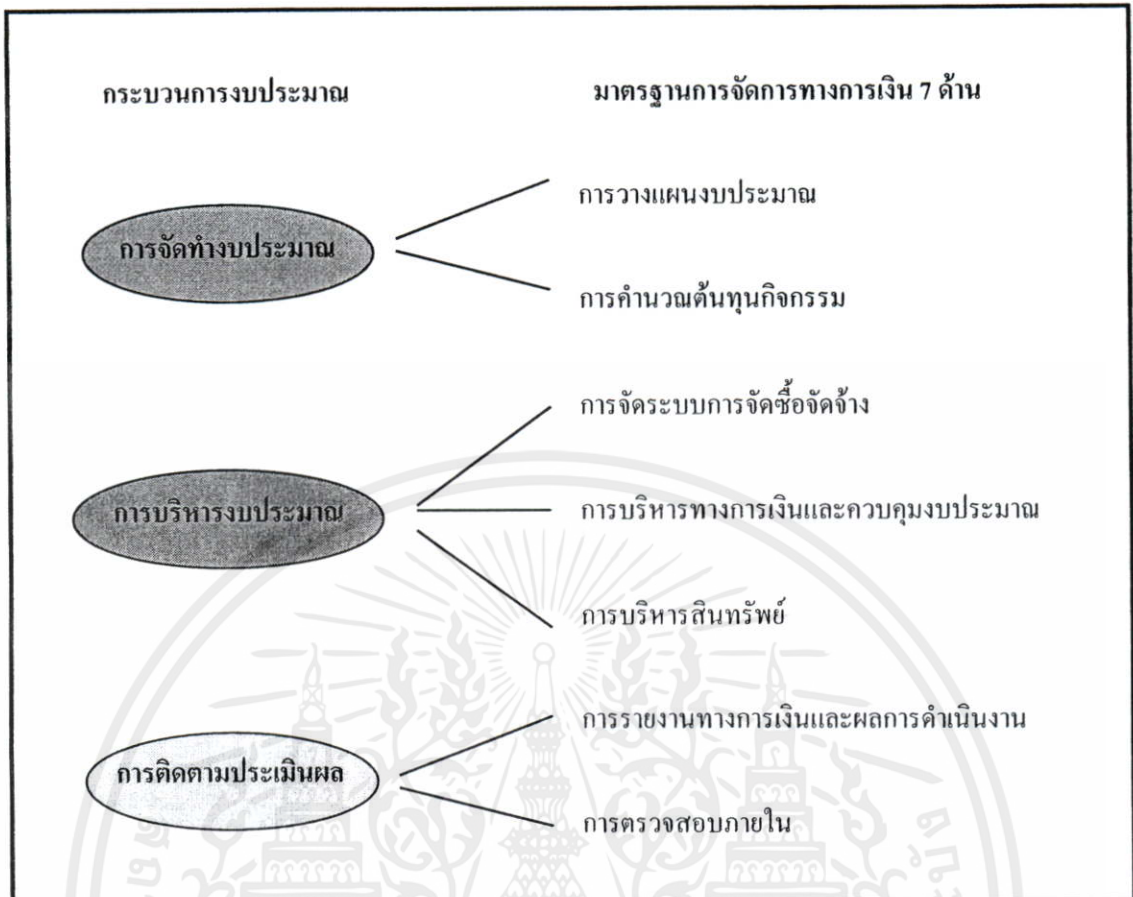 กระบวนการงบประมาณ มาตรฐานการจัดการทางการเงิน 7 ด้าน
การวางแผนงบประมาณ
การจัดทำงบประมาณ
การคำนวณต้นทุนกิจกรรม
การจัดระบบการจัดซื้อจัดจ้าง
การบริหารงบประมาณ
การบริหารทางการเงินและควบคุมงบประมาณ
การบริหารสินทรัพย์
การรายงานทางการเงินและผลการดำเนินงาน
การติดตามประเมินผล
การตรวจสอบภายใน